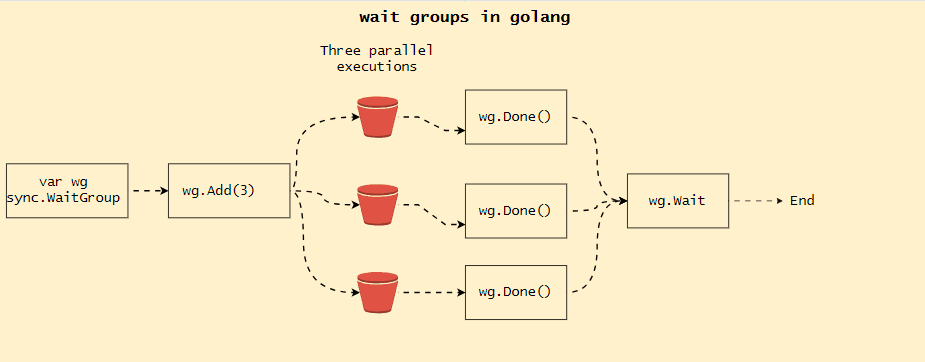 wait groups in golang
Three parallel
executions
wg.Done()
var wg
sync.WaitGroup
wg.Add(3)
wg.Done()
wg.Wait
End
wg.Done()